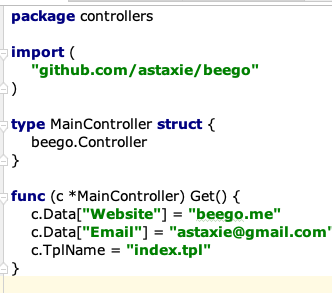 package controllers
import (
"github.com/astaxie/beego"
)
type MainController struct {
beego.Controller
}
func (c *MainController) Get() {
c.Data["Website"] = "beego.me"
c.Data["Email"] = "astaxie@gmail.com"
c.TplName = "index.tpl"
}